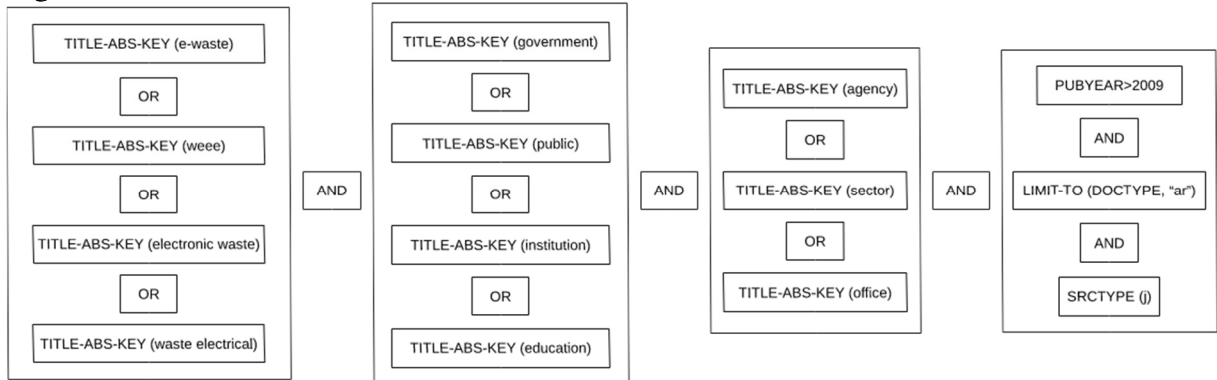 TITLE-ABS-KEY (e-waste)
OR
TITLE-ABS-KEY (weee)
OR
TITLE-ABS-KEY (electronic waste)
OR
TITLE-ABS-KEY (waste electrical)
AND
TITLE-ABS-KEY (government)
OR
TITLE-ABS-KEY (public)
OR
TITLE-ABS-KEY (institution)
OR
TITLE-ABS-KEY (education)
AND
TITLE-ABS-KEY (agency)
OR
TITLE-ABS-KEY (sector)
OR
TITLE-ABS-KEY (office)
AND
PUBYEAR>2009
AND
LIMIT-TO (DOCTYPE, “ar”)
AND
SRCTYPE (j)